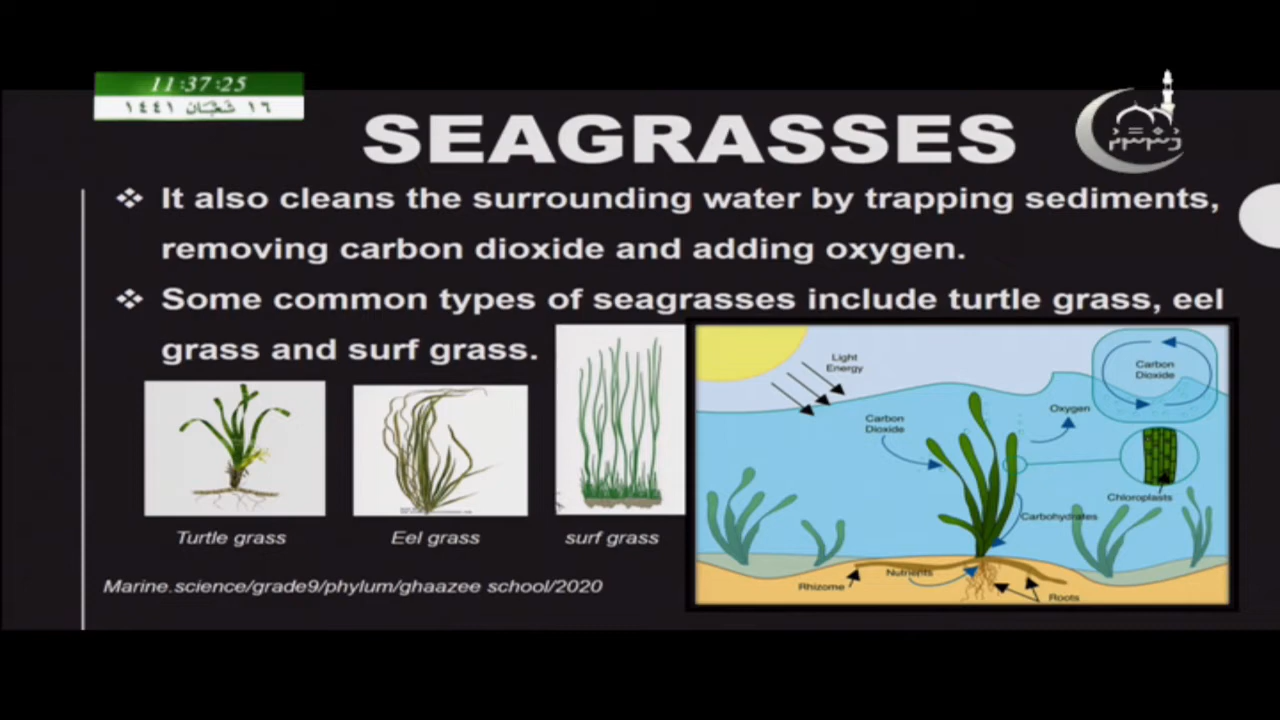 11:37:25
١٦ شَعْبَان ١٤٤١
SEAGRASSES
It also cleans the surrounding water by trapping sediments,
removing carbon dioxide and adding oxygen.
Some common types of seagrasses include turtle grass, eel
grass and surf grass.
Turtle grass
Eel grass
surf grass
Marine.science/grade9/phylum/ghaazee school/2020
Light
Energy
Carbon
Dioxide
Carbon
Dioxide
Oxygen
Chloroplasts
Carbohydrates
Nutrients
Rhizome
Roots